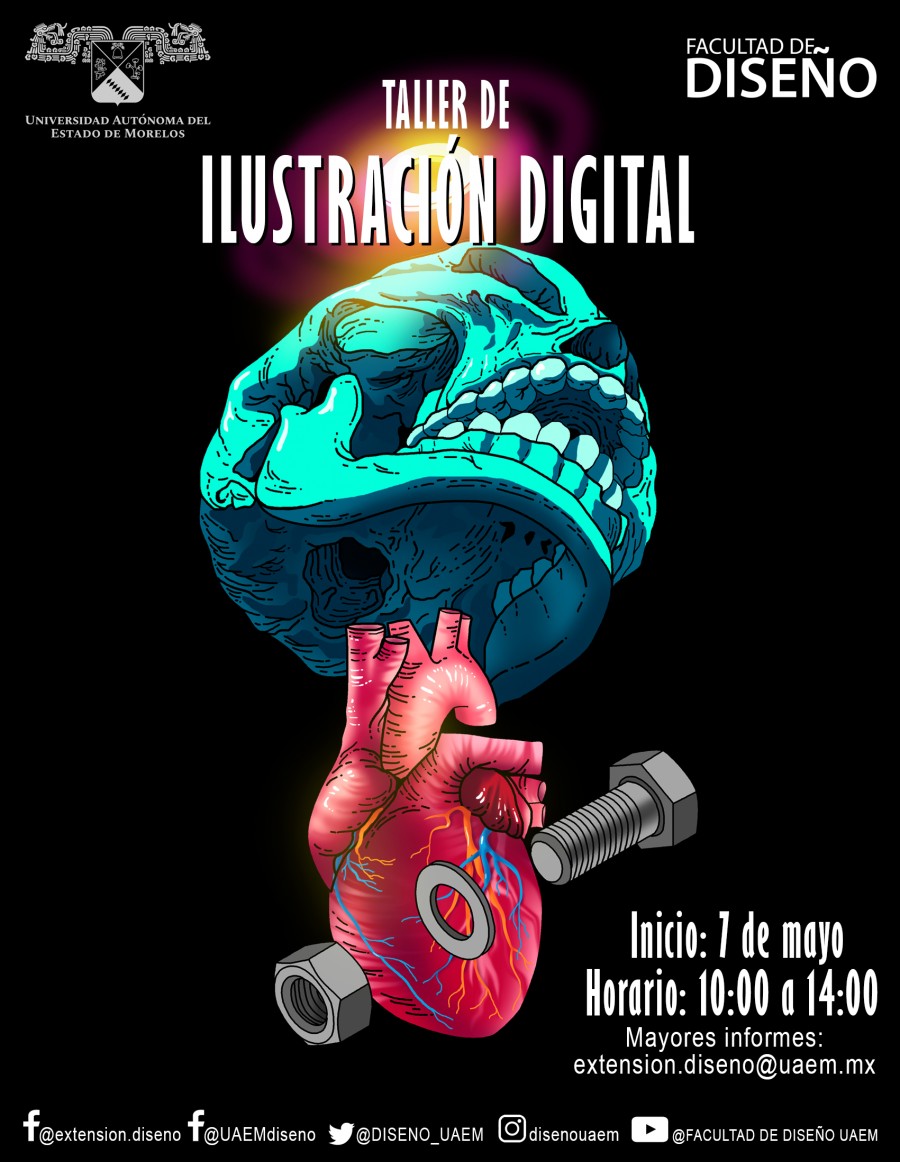 UNIVERSIDAD AUTÓNOMA DEL
ESTADO DE MORELOS
FACULTAD DE
DISEÑO
TALLER DE
ILUSTRACIÓN DIGITAL
Inicio: 7 de mayo
Horario: 10:00 a 14:00
Mayores informes:
extension.diseno@uaem.mx
@extension.diseno @UAEMdiseno @DISENO_UAEM disenouaem @FACULTAD DE DISEÑO UAEM